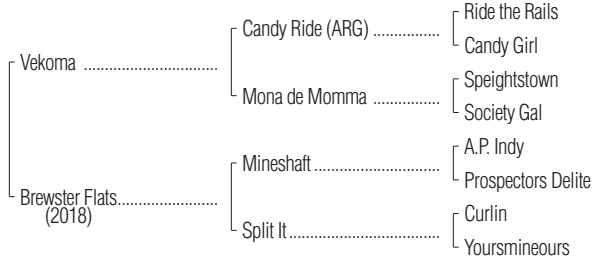 Ride the Rails
Candy Ride (ARG) ................
Candy Girl
Vekoma ................................
Speightstown
Mona de Momma ................
Society Gal
A.P. Indy
Mineshaft ..............................
Prospectors Delite
Brewster Flats........................
(2018)
Curlin
Split It....................................
Yoursmineours